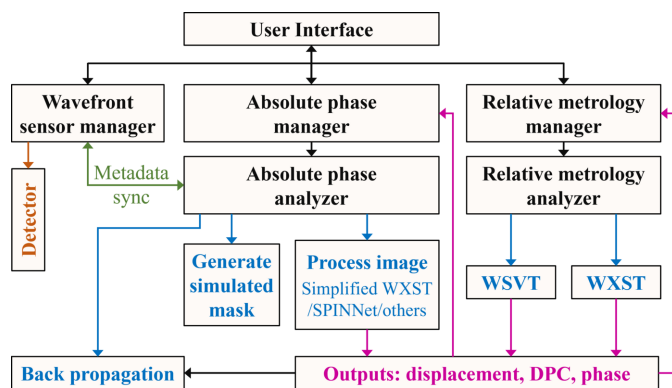 User Interface
Wavefront
sensor manager
Absolute phase
manager
Relative metrology
manager
Detector
Metadata
sync
Absolute phase
analyzer
Relative metrology
analyzer
Generate
simulated
mask
Process image
Simplified WXST
/SPINNet/others
WSVT
WXST
Back propagation
Outputs: displacement, DPC, phase